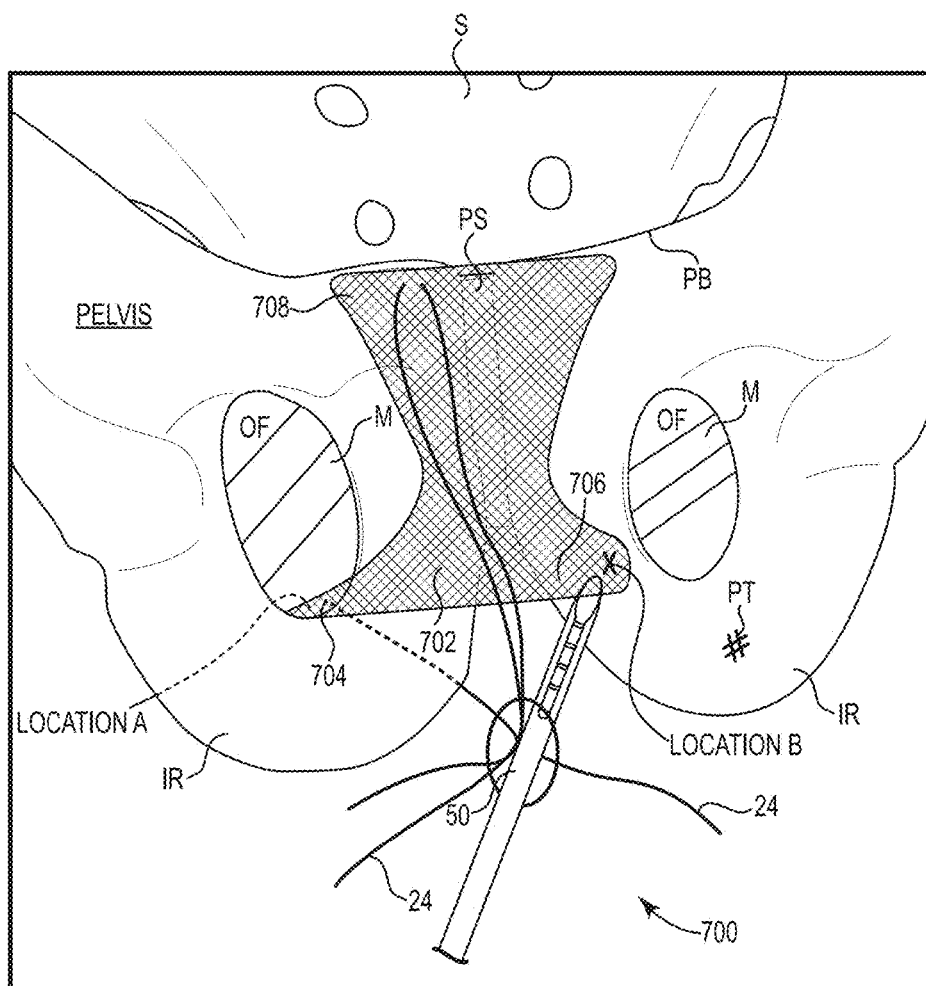 S
PS
PB
708
PELVIS
OF
M
OF
M
706
PT
702
704
LOCATION A
IR
LOCATION B
IR
50
24
24
700